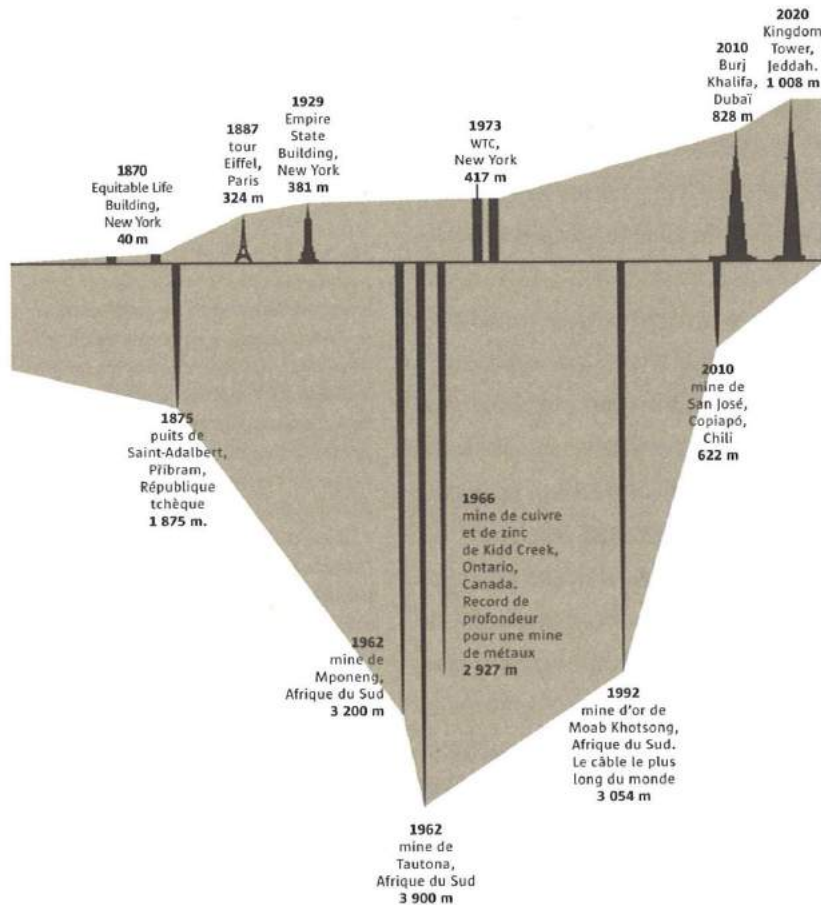 1870
Equitable Life
Building,
New York
40 m
1887
tour
Eiffel,
Paris
324 m
1929
Empire
State
Building,
New York
381 m
1973
WTC,
New York
417 m
2010
Burj
Khalifa,
Dubaï
828 m
2020
Kingdom
Tower,
Jeddah.
1 008 m
1875
puits de
Saint-Adalbert,
Příbram,
République
tchèque
1 875 m.
1962
mine de
Mponeng,
Afrique du Sud
3 200 m
1962
mine de
Tautona,
Afrique du Sud
3 900 m
1966
mine de cuivre
et de zinc
de Kidd Creek,
Ontario,
Canada.
Record de
profondeur
pour une mine
de métaux
2 927 m
1992
mine d'or de
Moab Khotsong,
Afrique du Sud.
Le câble le plus
long du monde
3 054 m
2010
mine de
San José,
Copiapó,
Chili
622 m